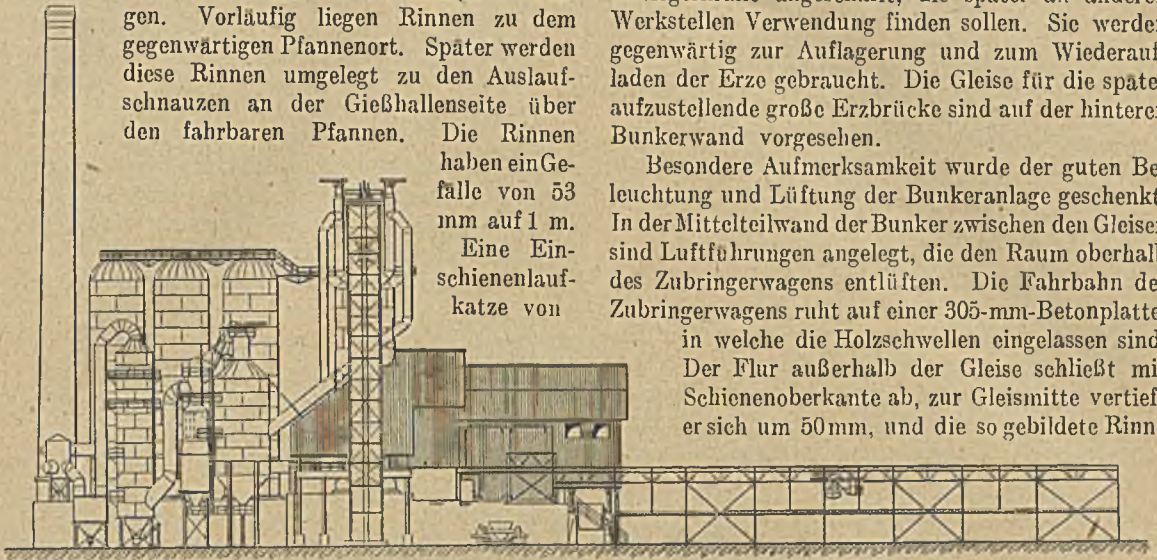 gen. Vorläufig liegen Rinnen zu dem
gegenwärtigen Pfannenort. Später werden
diese Rinnen umgelegt zu den Auslauf-
schnauzen an der Gießhallenseite über
den fahrbaren Pfannen. Die Rinnen
haben ein Ge-
fälle von 53
mm auf 1 m.
Eine Ein-
schienenlauf-
katze von
Werkstellen Verwendung finden sollen. Sie werde
gegenwärtig zur Auflagerung und zum Wiederauf
laden der Erze gebraucht. Die Gleise für die späte
aufzustellende große Erzbrücke sind auf der hintere
Bunkerwand vorgesehen.
Besondere Aufmerksamkeit wurde der guten Be
leuchtung und Lüftung der Bunkeranlage geschenkt
In der Mittelteilwand der Bunker zwischen den Gleise
sind Luftführungen angelegt, die den Raum oberhal
des Zubringerwagens entlüften. Die Fahrbahn de
Zubringerwagens ruht auf einer 305-mm-Betonplatte
in welche die Holzschwellen eingelassen sind
Der Flur außerhalb der Gleise schließt mi
Schienenoberkante ab, zur Gleismitte vertief
er sich um 50 mm, und die so gebildete Rinn